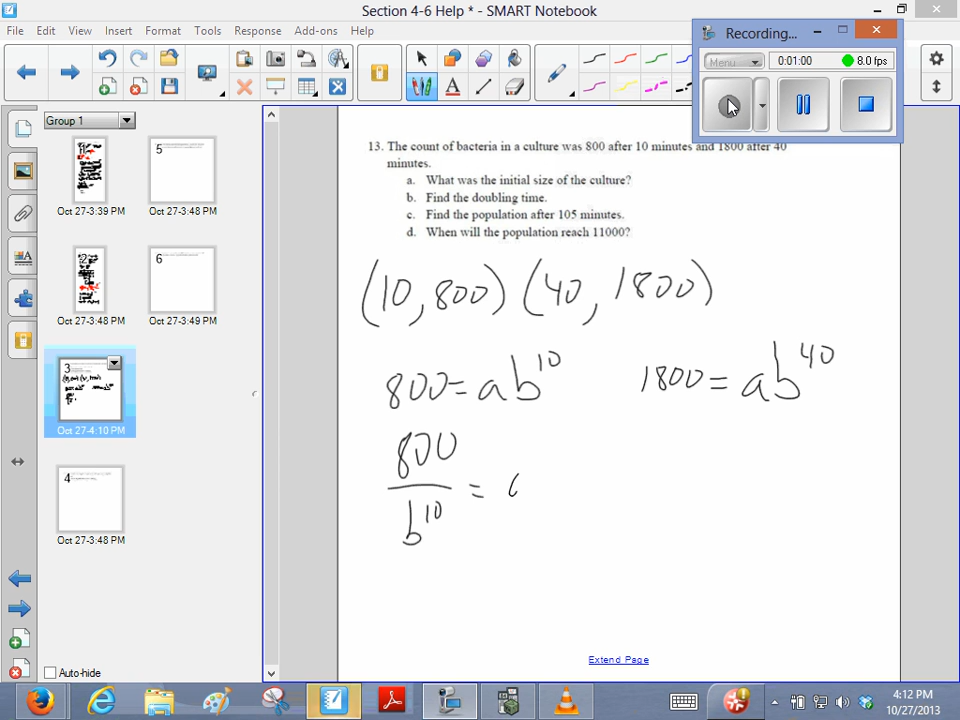 Section 4-6 Help * - SMART Notebook
File Edit View Insert Format Tools Response Add-ons Help
Recording...
Menu 0:01:00 8.0 fps
Group 1
Oct 27-3:39 PM
5
Oct 27-3:48 PM
Oct 27-3:48 PM
6
Oct 27-3:49 PM
3
Oct 27-4:10 PM
4
Oct 27-3:48 PM
Auto-hide
13. The count of bacteria in a culture was 800 after 10 minutes and 1800 after 40
minutes.
a. What was the initial size of the culture?
b. Find the doubling time.
c. Find the population after 105 minutes.
d. When will the population reach 11000?
(10,800) (40, 1800)
800=ab^10 1800=ab^40
800
b^10 =
Extend Page
4:12 PM
10/27/2013